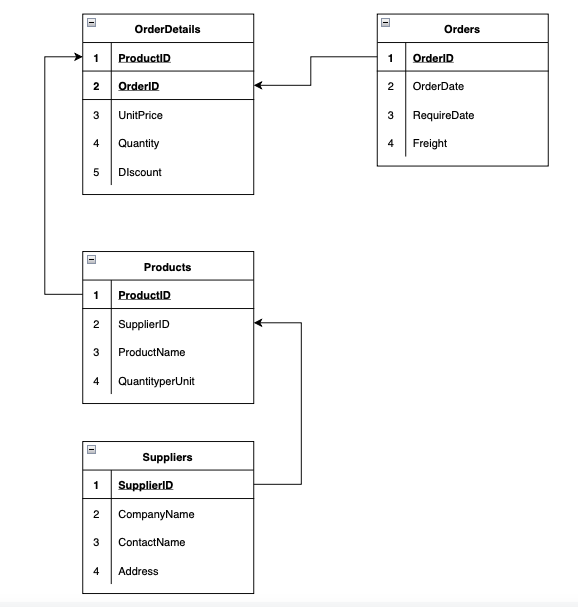 OrderDetails
1 ProductID
2 OrderID
3 UnitPrice
4 Quantity
5 DIscount
Orders
1 OrderID
2 OrderDate
3 RequireDate
4 Freight
Products
1 ProductID
2 SupplierID
3 ProductName
4 QuantityperUnit
Suppliers
1 SupplierID
2 CompanyName
3 ContactName
4 Address